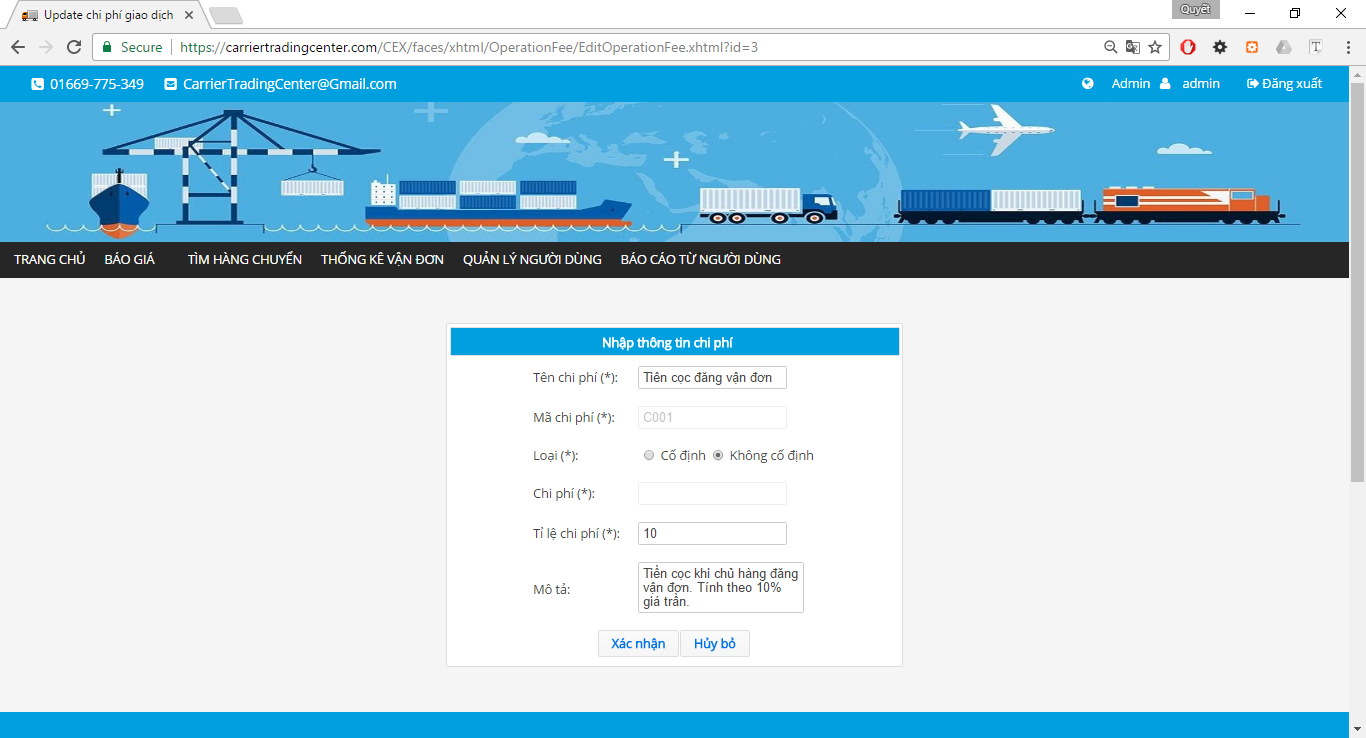 Update chi phí giao dịch
Quyết
Secure
https://carriertradingcenter.com/CEX/faces/xhtml/OperationFee/EditOperationFee.xhtml?id=3
01669-775-349 CarrierTradingCenter@Gmail.com
Admin admin Đăng xuất
TRANG CHỦ BÁO GIÁ TÌM HÀNG CHUYẾN THỐNG KÊ VẬN ĐƠN QUẢN LÝ NGƯỜI DÙNG BÁO CÁO TỪ NGƯỜI DÙNG
Nhập thông tin chi phí
Tên chi phí (*): Tiền cọc đăng vận đơn
Mã chi phí (*): C001
Loại (*): Cố định Không cố định
Chi phí (*):
Tỉ lệ chi phí (*): 10
Mô tả:
Tiền cọc khi chủ hàng đăng
vận đơn. Tính theo 10%
giá trần.
Xác nhận Hủy bỏ